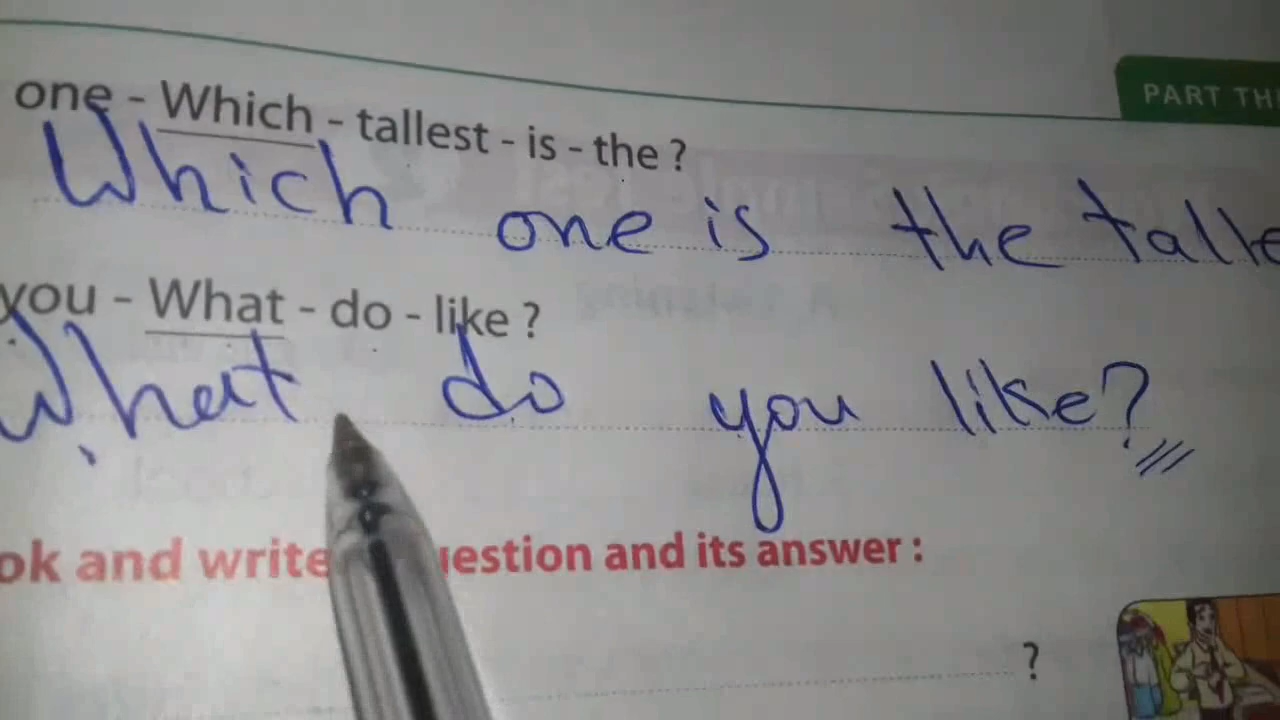 PART TH
one - Which - tallest - is - the ?
Which one is the talle
you - What - do - like ?
What do you like?
ok and write estion and its answer :
?